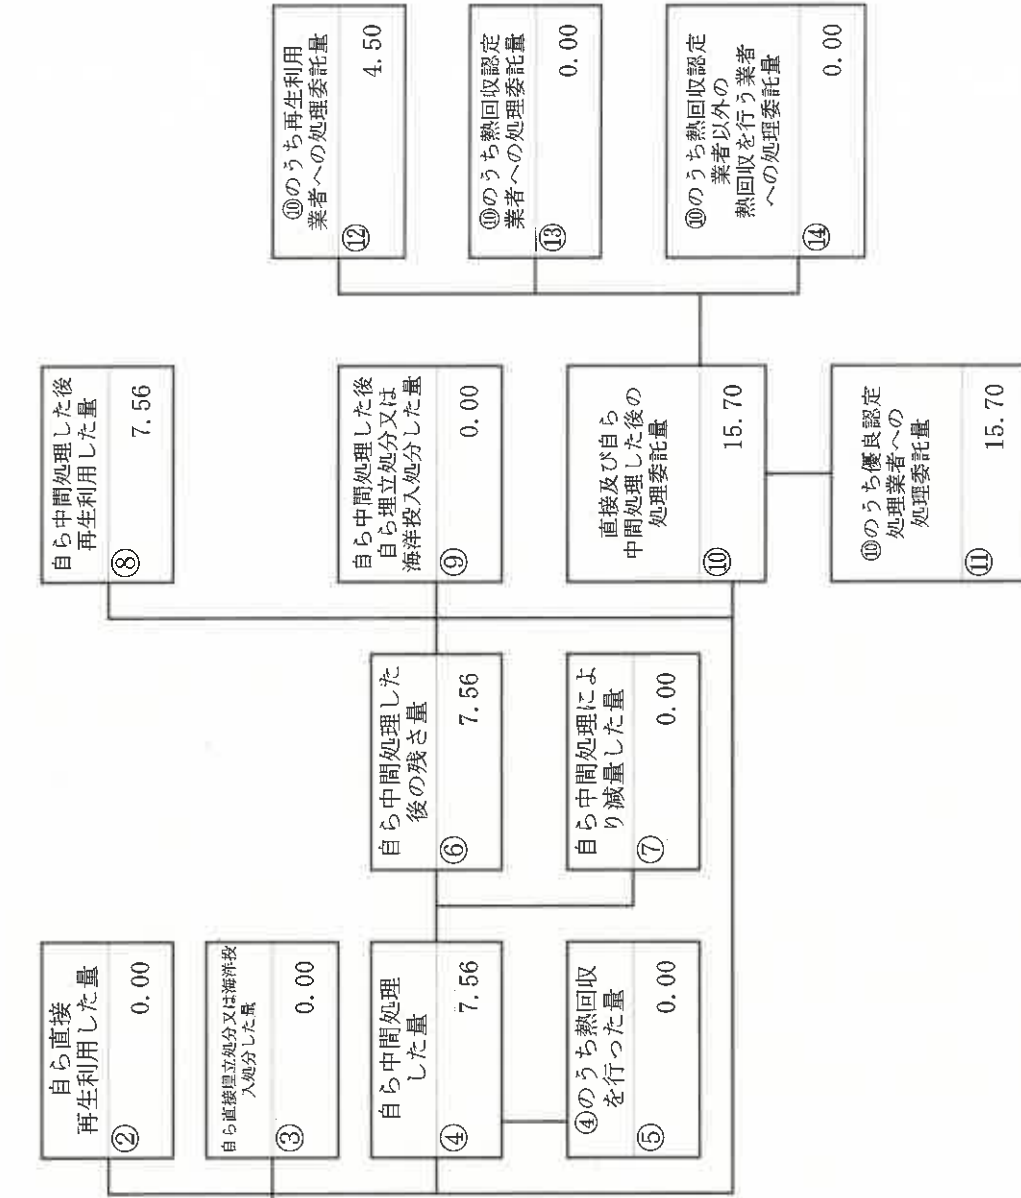 自ら直接
再生利用した量
②
0.00
自ら直接埋立処分又は海洋投
入処分した量
③
0.00
自ら中間処理
した量
④
7.56
④のうち熱回収
を行った量
⑤
0.00
自ら中間処理した
後の残さ量
⑥
7.56
自ら中間処理によ
り減量した量
⑦
0.00
自ら中間処理した後
再生利用した量
⑧
7.56
自ら中間処理した後
自ら埋立処分又は
海洋投入処分した量
⑨
0.00
直接及び自ら
中間処理した後の
処理委託量
⑩
15.70
⑩のうち優良認定
処理業者への
処理委託量
⑪
15.70
⑩のうち再生利用
業者への処理委託量
⑫
4.50
⑩のうち熱回収認定
業者への処理委託量
⑬
0.00
⑩のうち熱回収認定
業者以外の
熱回収を行う業者
への処理委託量
⑭
0.00